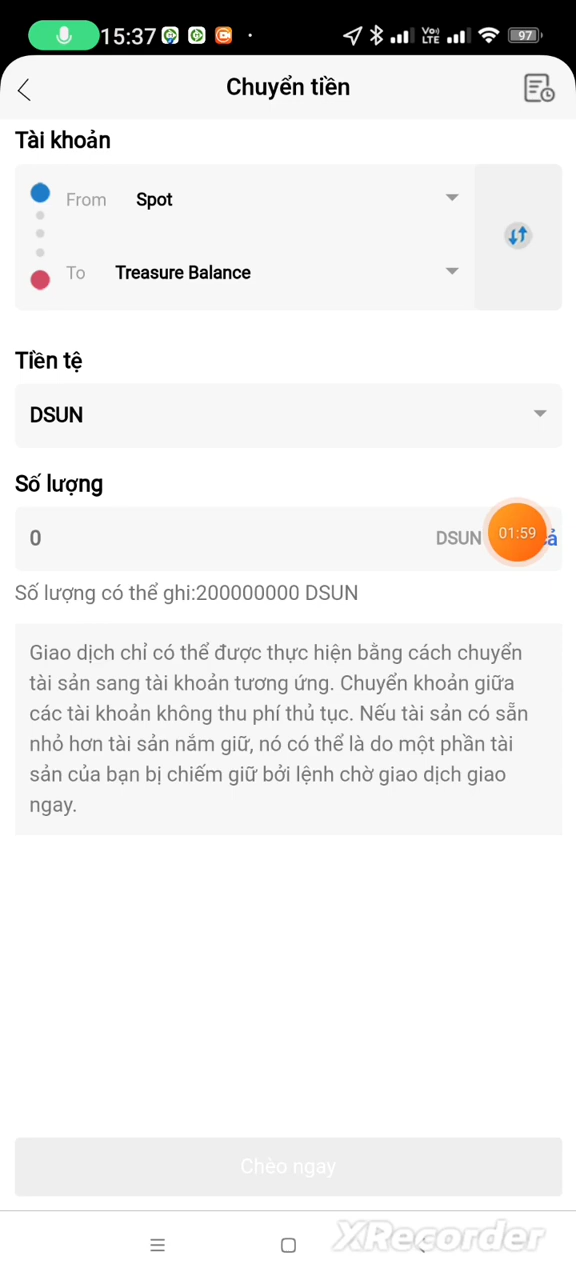 15:37
Vo) LTE
97
Chuyển tiền
Tài khoản
From Spot
To Treasure Balance
Tiền tệ
DSUN
Số lượng
0 DSUN 01:59 ả
Số lượng có thể ghi:200000000 DSUN
Giao dịch chỉ có thể được thực hiện bằng cách chuyển
tài sản sang tài khoản tương ứng. Chuyển khoản giữa
các tài khoản không thu phí thủ tục. Nếu tài sản có sẵn
nhỏ hơn tài sản nắm giữ, nó có thể là do một phần tài
sản của bạn bị chiếm giữ bởi lệnh chờ giao dịch giao
ngay.
Chèo ngay
XRecorder